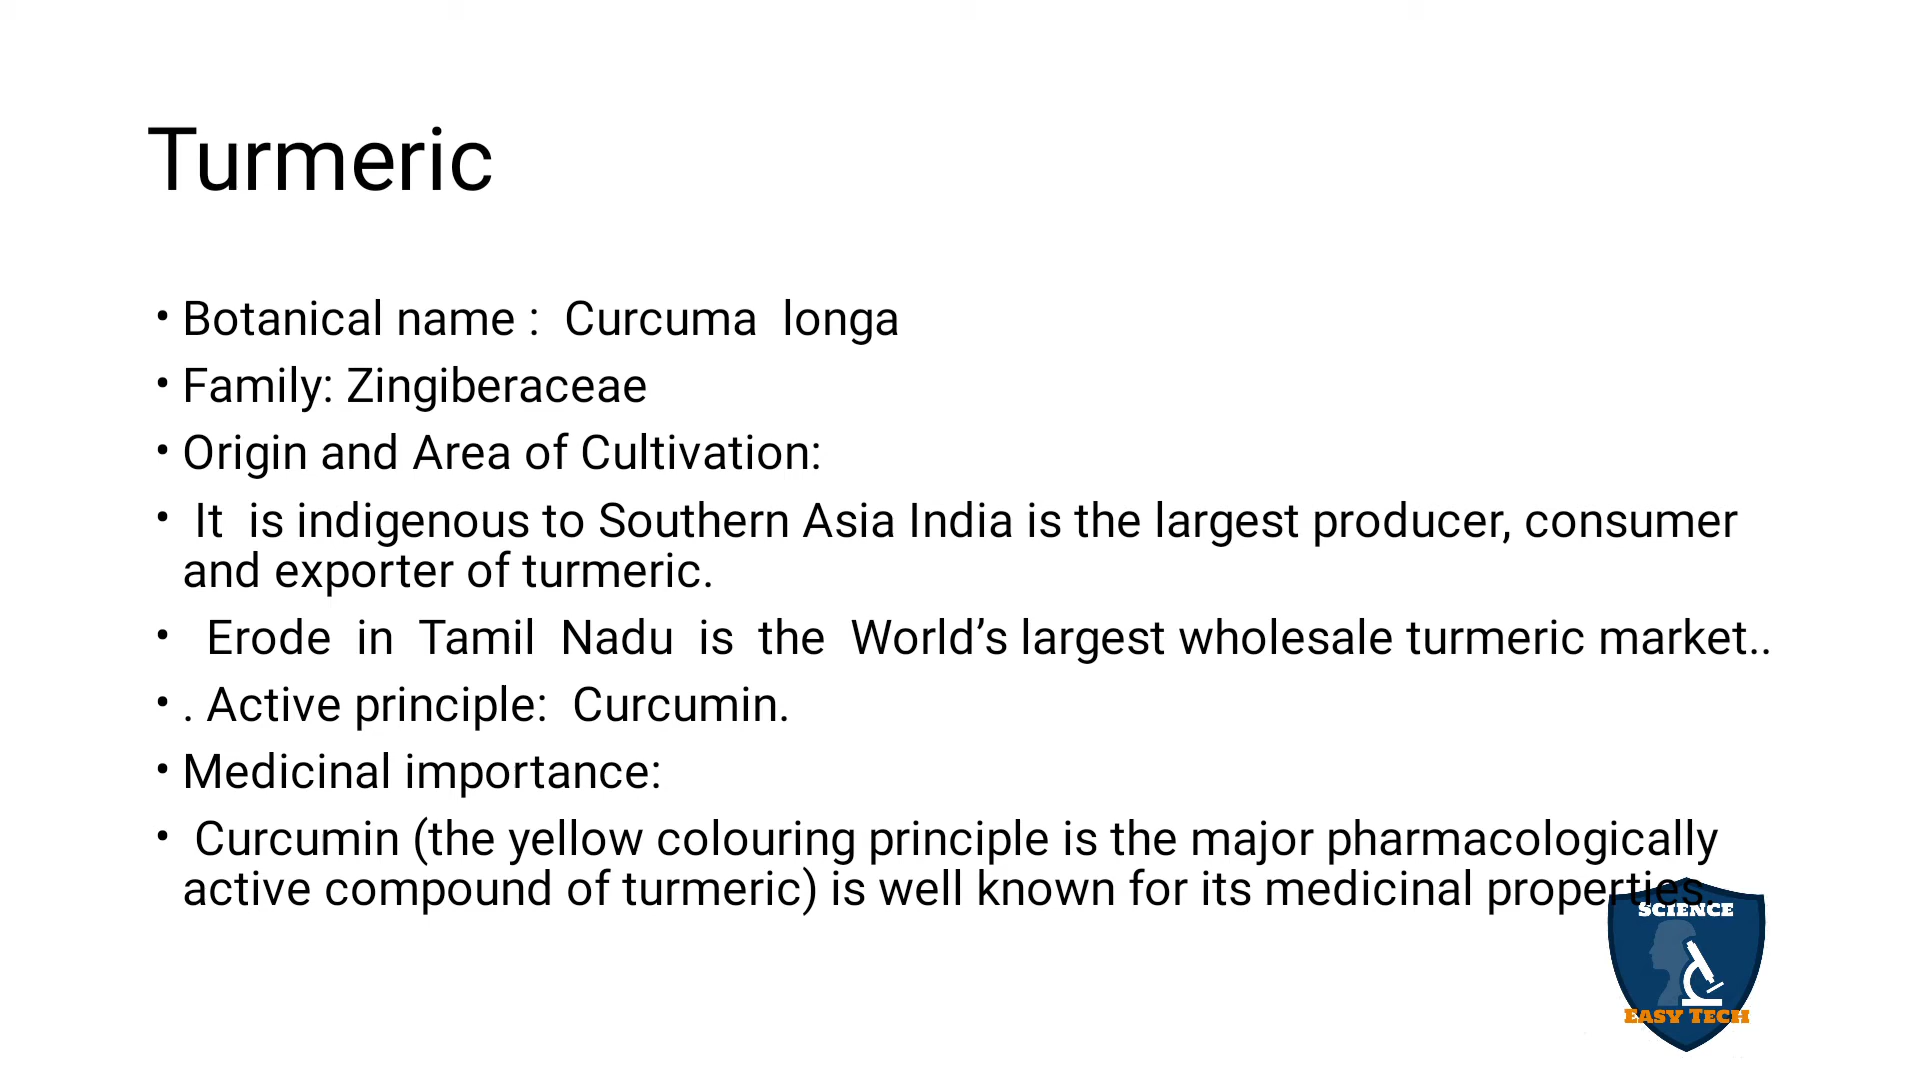 Turmeric
• Botanical name :  Curcuma  longa
• Family: Zingiberaceae
• Origin and Area of Cultivation:
•  It  is indigenous to Southern Asia India is the largest producer, consumer
and exporter of turmeric.
•  Erode  in  Tamil  Nadu  is  the  World’s largest wholesale turmeric market..
• . Active principle:  Curcumin.
• Medicinal importance:
•  Curcumin (the yellow colouring principle is the major pharmacologically
active compound of turmeric) is well known for its medicinal properties.
SCIENCE
EASY TECH